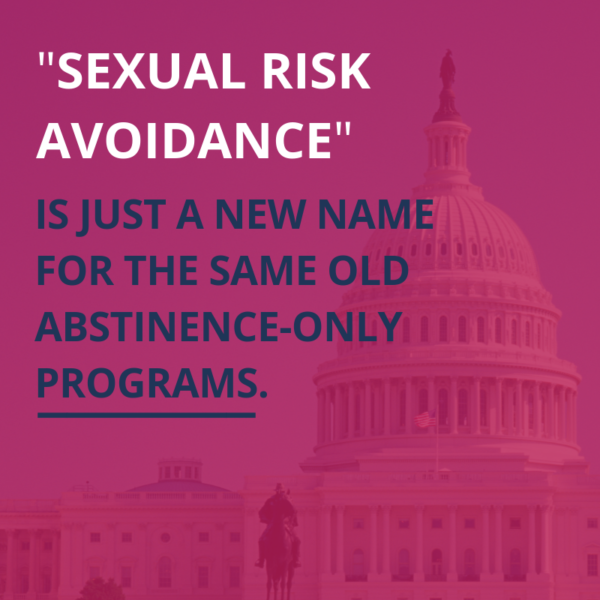 "SEXUAL RISK
AVOIDANCE"
IS JUST A NEW NAME
FOR THE SAME OLD
ABSTINENCE-ONLY
PROGRAMS.